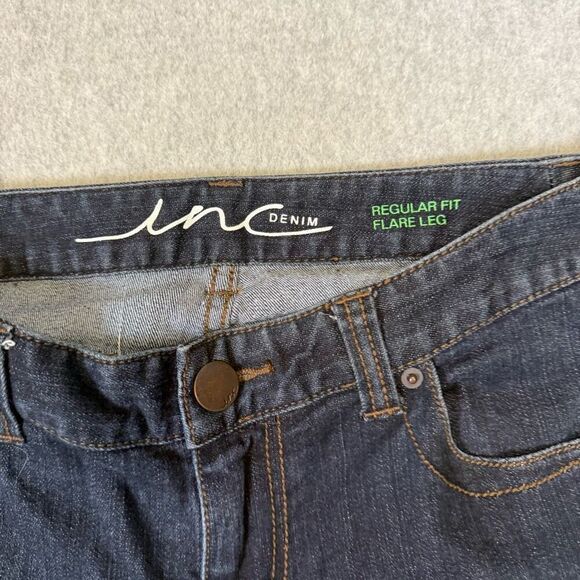 inc DENIM
REGULAR FIT
FLARE LEG